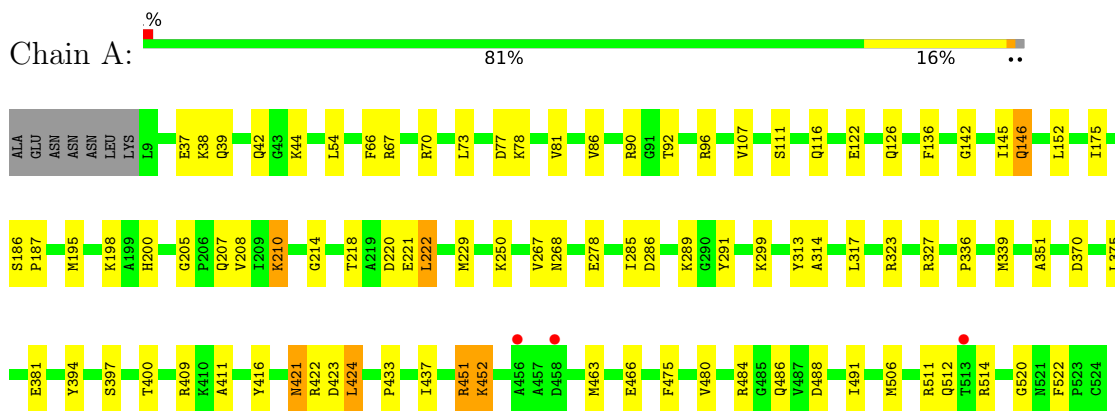 %
Chain A:
81% 16%
ALA GLU ASN ASN ASN LEU LYS L9 E37 K38 Q39 Q42 G43 K44 L54 F66 R67 R70 L73 D77 K78 V81 V86 R90 G91 T92 R96 V107 S111 Q116 E122 Q126 F136 G142 I145 Q146 L152 I175
S186 P187 M195 K198 A199 H200 G205 P206 Q207 V208 I209 K210 G214 T218 A219 D220 E221 L222 M229 K250 V267 N268 E278 I285 D286 K289 G290 Y291 K299 Y313 A314 L317 R323 R327 P336 M339 A351 D370
E381 Y394 S397 T400 R409 K410 A411 Y416 N421 R422 D423 L424 P433 I437 R451 K452 A456 A457 D458 M463 E466 F475 V480 R484 G485 Q486 V487 D488 I491 M506 R511 Q512 T513 R514 G520 N521 F522 P523 C524